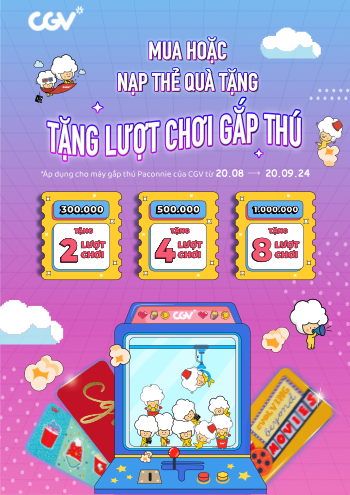 CGV
MUA HOẶC
NẠP THẺ QUÀ TẶNG
TẶNG LƯỢT CHƠI GẮP THÚ
*Áp dụng cho máy gắp thú Paconnie của CGV từ 20.08 → 20.09.24
300.000 500.000 1.000.000
TẶNG TẶNG TẶNG
2 LƯỢT CHƠI 4 LƯỢT CHƠI 8 LƯỢT CHƠI
CGV
beyond
MOVIES